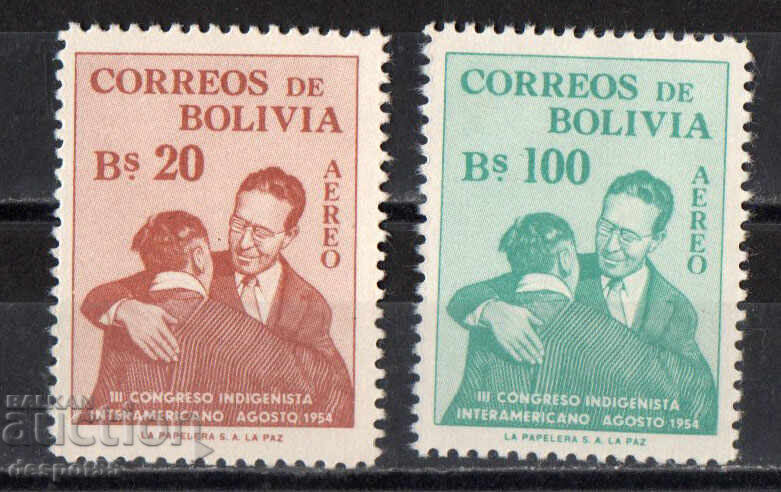 CORREOS DE
BOLIVIA
Bs. 20
AEREO
III CONGRESO INDIGENISTA
INTERAMERICANO AGOSTO 1954
LA PAPELERA S. A. LA PAZ
CORREOS DE
BOLIVIA
Bs. 100
AEREO
III CONGRESO INDIGENISTA
INTERAMERICANO AGOSTO 1954
LA PAPELERA S. A. LA PAZ
BALKAN
auction
despother